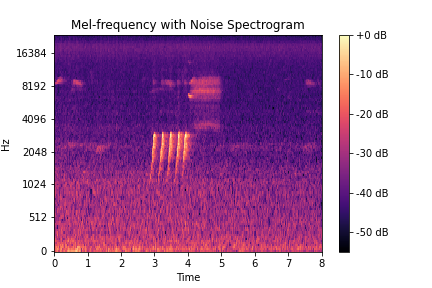 Mel-frequency with Noise Spectrogram
16384
8192
4096
2048
1024
512
0
Hz
0 1 2 3 4 5 6 7 8
Time
+0 dB
-10 dB
-20 dB
-30 dB
-40 dB
-50 dB